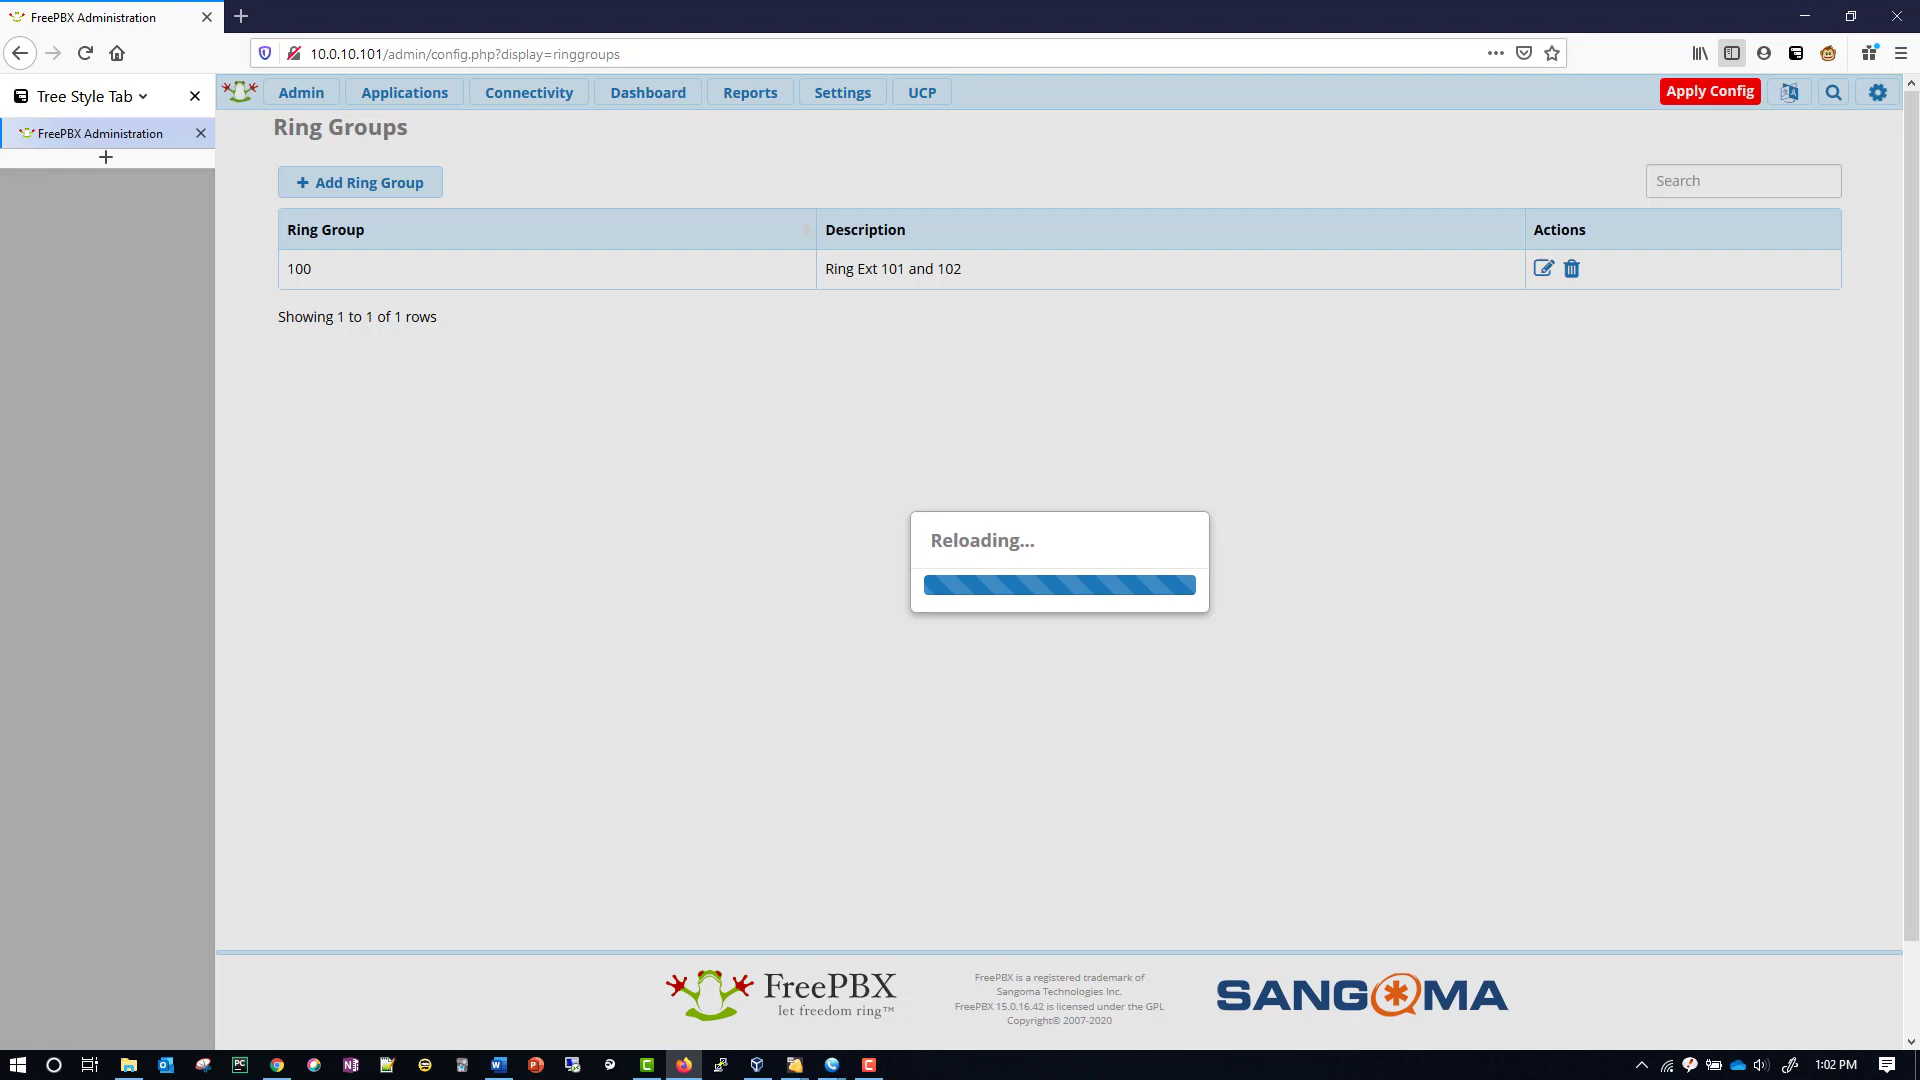 FreePBX Administration
10.0.10.101/admin/config.php?display=ringgroups
Tree Style Tab
FreePBX Administration
Admin
Applications
Connectivity
Dashboard
Reports
Settings
UCP
Apply Config
Ring Groups
Add Ring Group
Search
Ring Group
Description
Actions
100
Ring Ext 101 and 102
Showing 1 to 1 of 1 rows
Reloading...
FreePBX
let freedom ring™
FreePBX is a registered trademark of
Sangoma Technologies Inc.
FreePBX 15.0.16.42 is licensed under the GPL
Copyright© 2007-2020
SANGOMA
1:02 PM